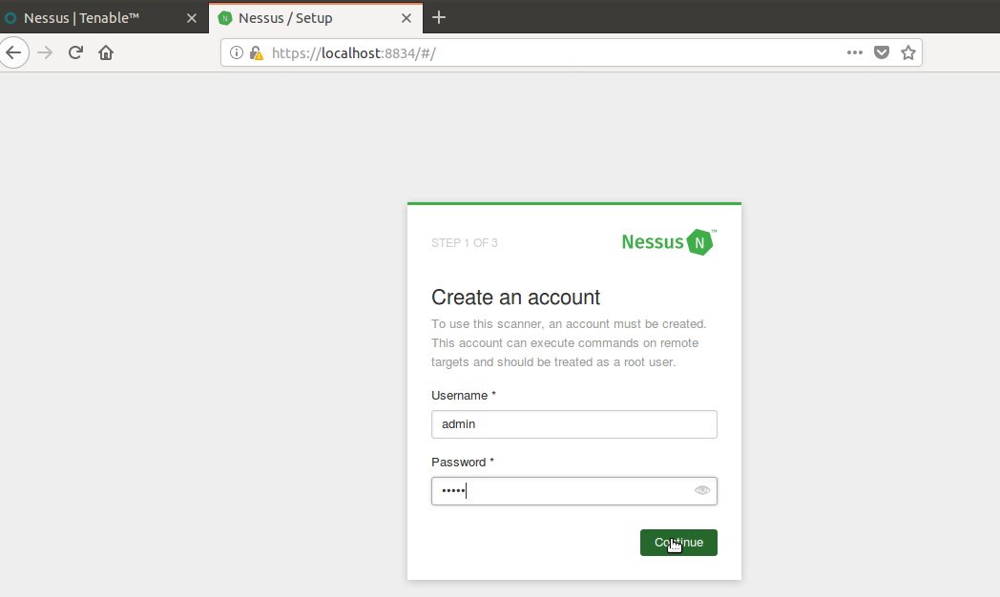 Nessus | Tenable™
Nessus / Setup
https://localhost:8834/#/
STEP 1 OF 3
Nessus N ™
Create an account
To use this scanner, an account must be created.
This account can execute commands on remote
targets and should be treated as a root user.
Username *
admin
Password *
•••••
Continue